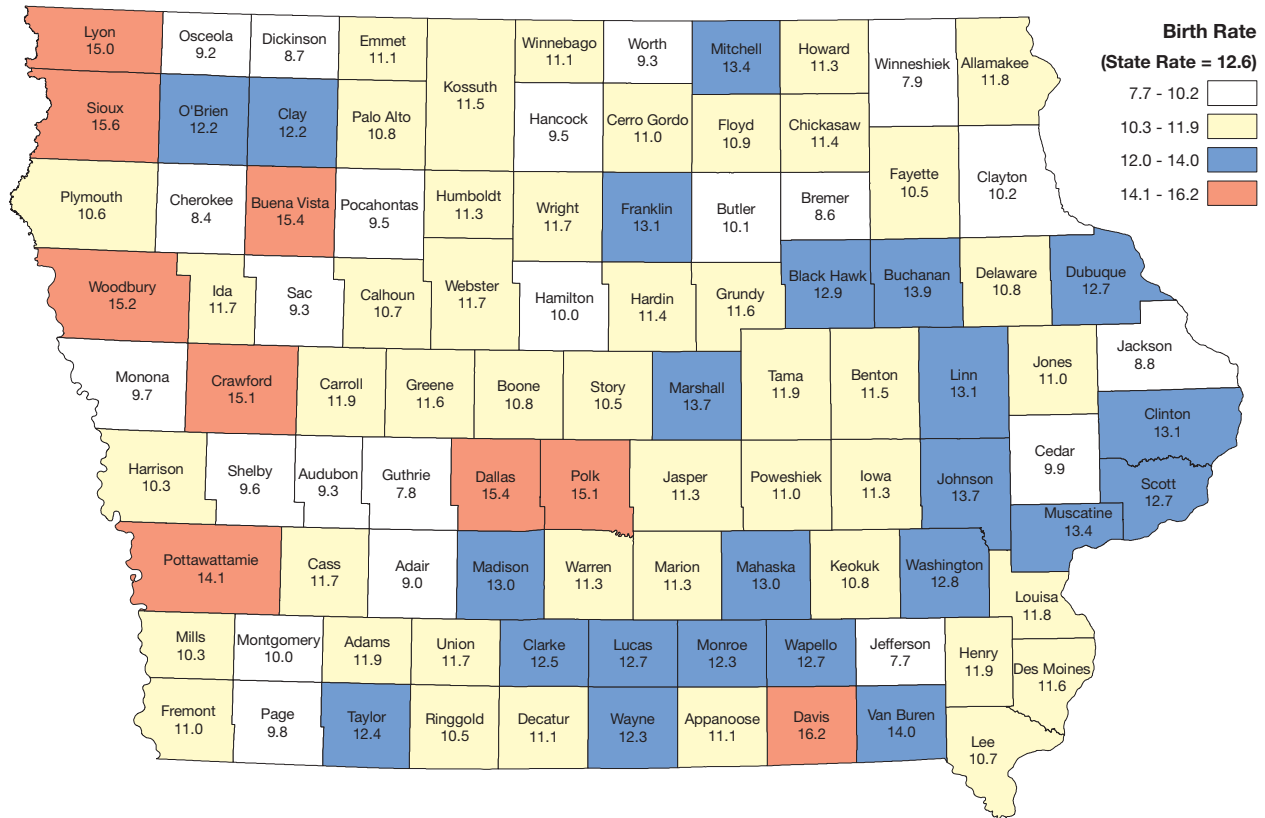 Birth Rate
(State Rate = 12.6)
7.7 - 10.2
10.3 - 11.9
12.0 - 14.0
14.1 - 16.2
Lyon
15.0
Osceola
9.2
Dickinson
8.7
Emmet
11.1
Kossuth
11.5
Winnebago
11.1
Worth
9.3
Mitchell
13.4
Howard
11.3
Winneshiek
7.9
Allamakee
11.8
Sioux
15.6
O'Brien
12.2
Clay
12.2
Palo Alto
10.8
Hancock
9.5
Cerro Gordo
11.0
Floyd
10.9
Chickasaw
11.4
Fayette
10.5
Clayton
10.2
Plymouth
10.6
Cherokee
8.4
Buena Vista
15.4
Pocahontas
9.5
Humboldt
11.3
Wright
11.7
Franklin
13.1
Butler
10.1
Bremer
8.6
Woodbury
15.2
Ida
11.7
Sac
9.3
Calhoun
10.7
Webster
11.7
Hamilton
10.0
Hardin
11.4
Grundy
11.6
Black Hawk
12.9
Buchanan
13.9
Delaware
10.8
Dubuque
12.7
Monona
9.7
Crawford
15.1
Carroll
11.9
Greene
11.6
Boone
10.8
Story
10.5
Marshall
13.7
Tama
11.9
Benton
11.5
Linn
13.1
Jones
11.0
Jackson
8.8
Clinton
13.1
Harrison
10.3
Shelby
9.6
Audubon
9.3
Guthrie
7.8
Dallas
15.4
Polk
15.1
Jasper
11.3
Poweshiek
11.0
Iowa
11.3
Johnson
13.7
Cedar
9.9
Scott
12.7
Muscatine
13.4
Pottawattamie
14.1
Cass
11.7
Adair
9.0
Madison
13.0
Warren
11.3
Marion
11.3
Mahaska
13.0
Keokuk
10.8
Washington
12.8
Louisa
11.8
Mills
10.3
Montgomery
10.0
Adams
11.9
Union
11.7
Clarke
12.5
Lucas
12.7
Monroe
12.3
Wapello
12.7
Jefferson
7.7
Henry
11.9
Des Moines
11.6
Fremont
11.0
Page
9.8
Taylor
12.4
Ringgold
10.5
Decatur
11.1
Wayne
12.3
Appanoose
11.1
Davis
16.2
Van Buren
14.0
Lee
10.7